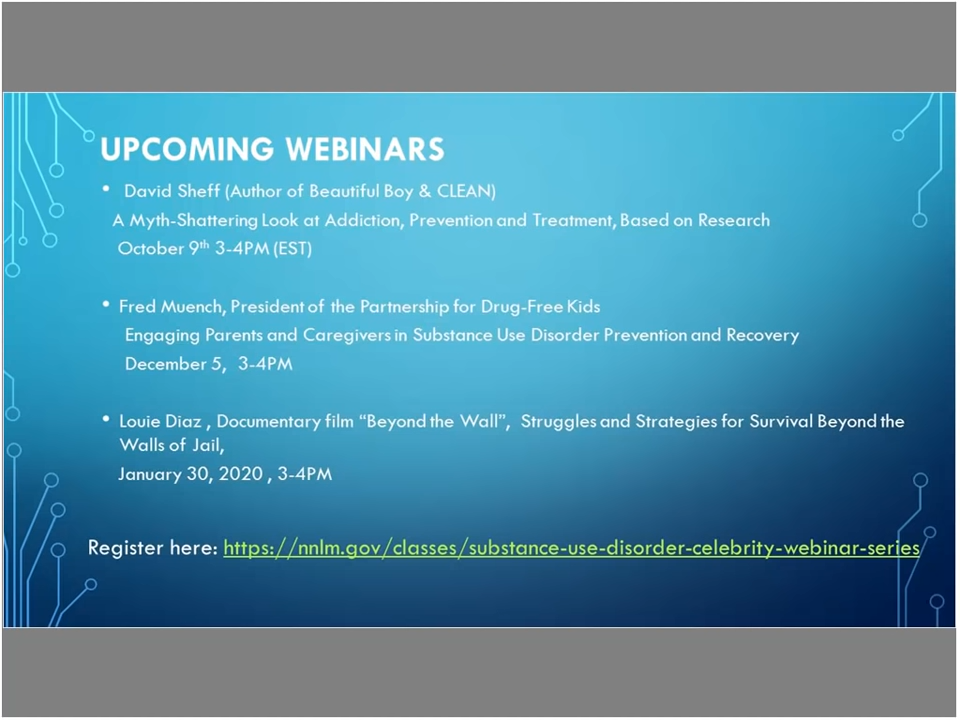 UPCOMING WEBINARS
• David Sheff (Author of Beautiful Boy & CLEAN)
A Myth-Shattering Look at Addiction, Prevention and Treatment, Based on Research
October 9th 3-4PM (EST)
• Fred Muench, President of the Partnership for Drug-Free Kids
Engaging Parents and Caregivers in Substance Use Disorder Prevention and Recovery
December 5, 3-4PM
• Louie Diaz , Documentary film “Beyond the Wall”, Struggles and Strategies for Survival Beyond the
Walls of Jail,
January 30, 2020 , 3-4PM
Register here: https://nnlm.gov/classes/substance-use-disorder-celebrity-webinar-series